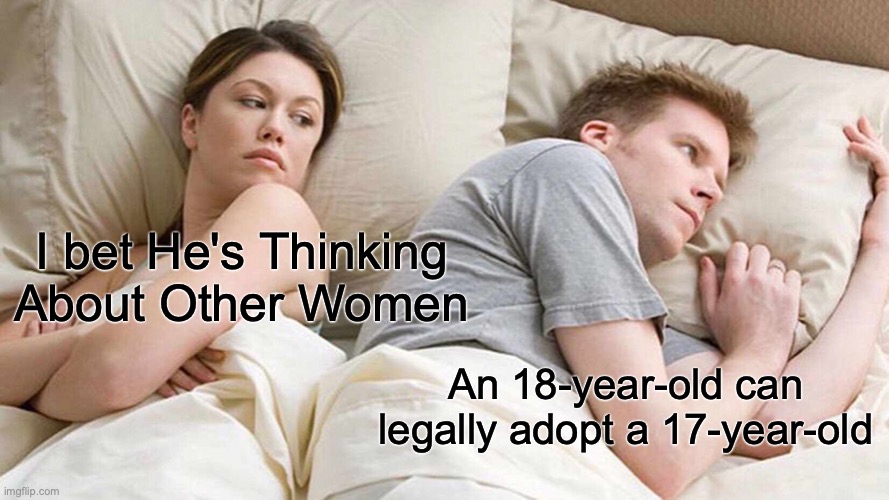 I bet He's Thinking
About Other Women
An 18-year-old can
legally adopt a 17-year-old
imgflip.com